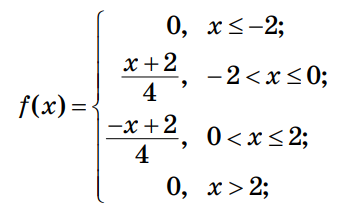 f(x) = { 0, x ≤ −2;
x + 2 / 4, − 2 < x ≤ 0;
−x + 2 / 4, 0 < x ≤ 2;
0, x > 2;